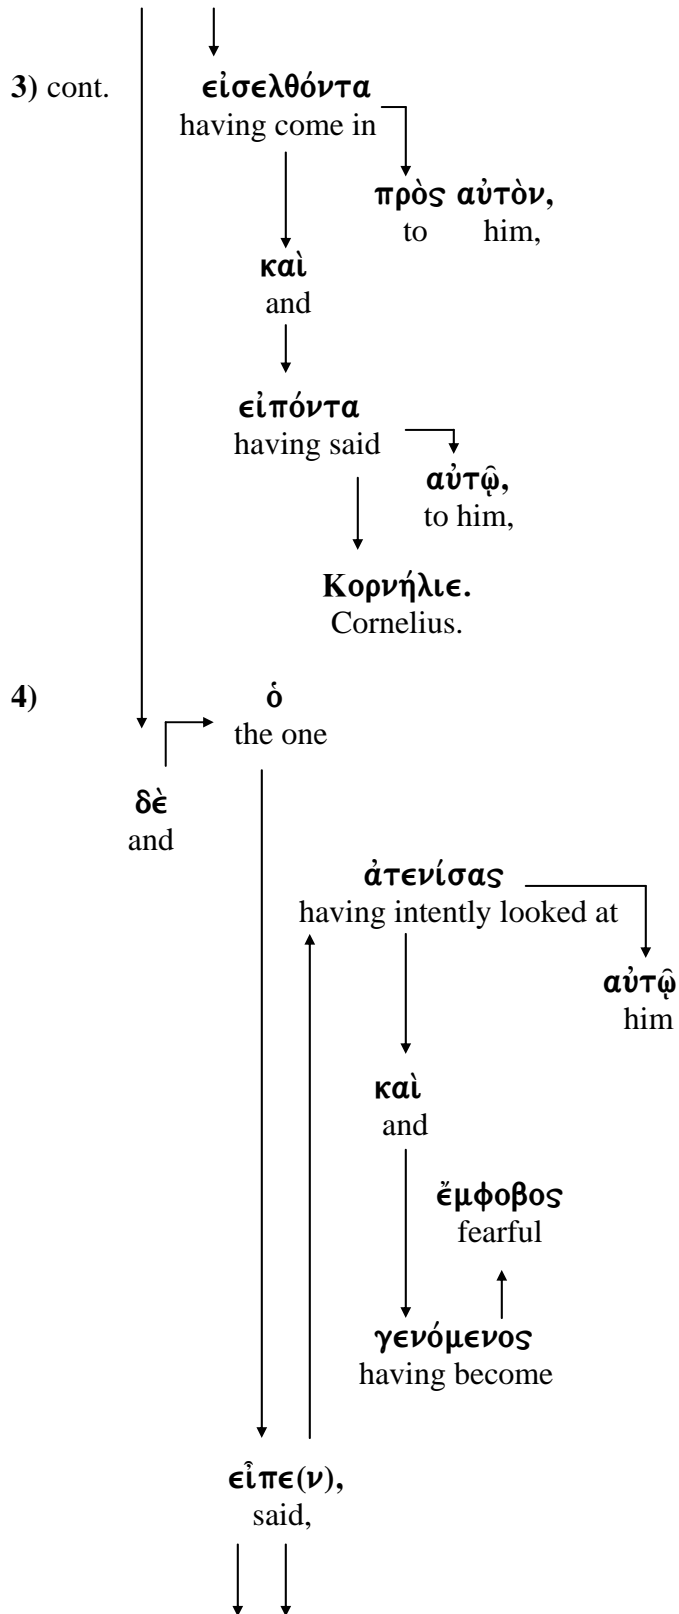 3) cont.
εἰσελθόντα
having come in
πρὸς αὐτὸν,
to him,
καὶ
and
εἰπόντα
having said
αὐτῷ,
to him,
Κορνήλιε.
Cornelius.
4)
ὁ
the one
δὲ
and
ἀτενίσας
having intently looked at
αὐτῷ
him
καὶ
and
ἔμφοβος
fearful
γενόμενος
having become
εἶπε(ν),
said,